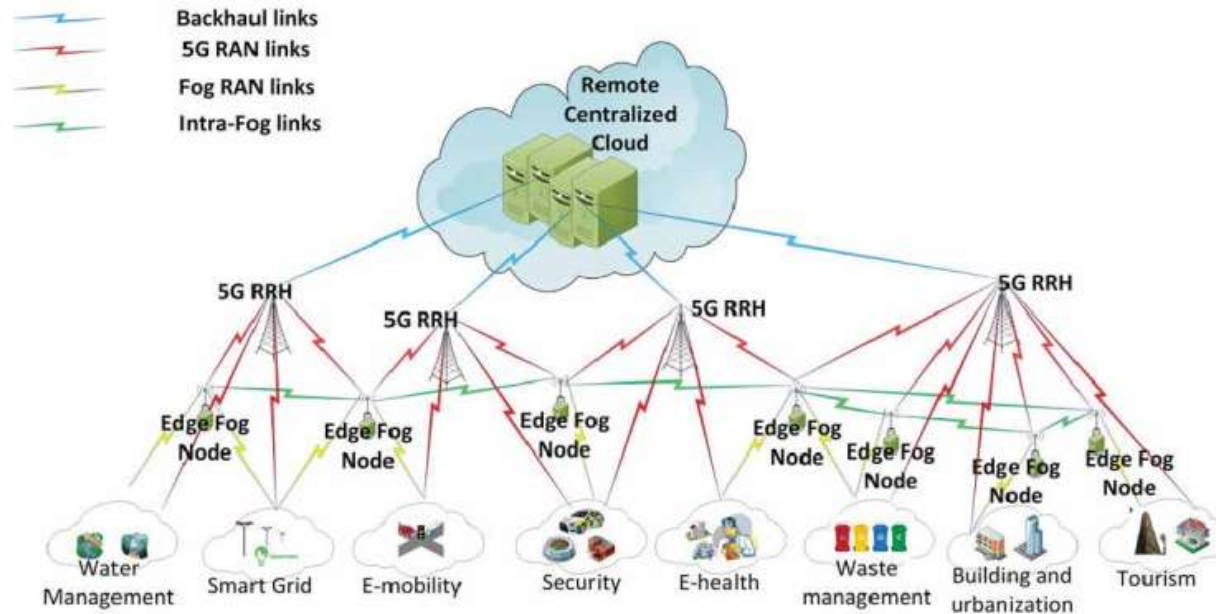 Backhaul links
5G RAN links
Fog RAN links
Intra-Fog links
Remote
Centralized
Cloud
5G RRH
5G RRH
5G RRH
5G RRH
Edge Fog
Node
Edge Fog
Node
Edge Fog
Node
Edge Fog
Node
Edge Fog
Node
Edge Fog
Node
Edge Fog
Node
Water
Management
Smart Grid
E-mobility
Security
E-health
Waste
management
Building and
urbanization
Tourism